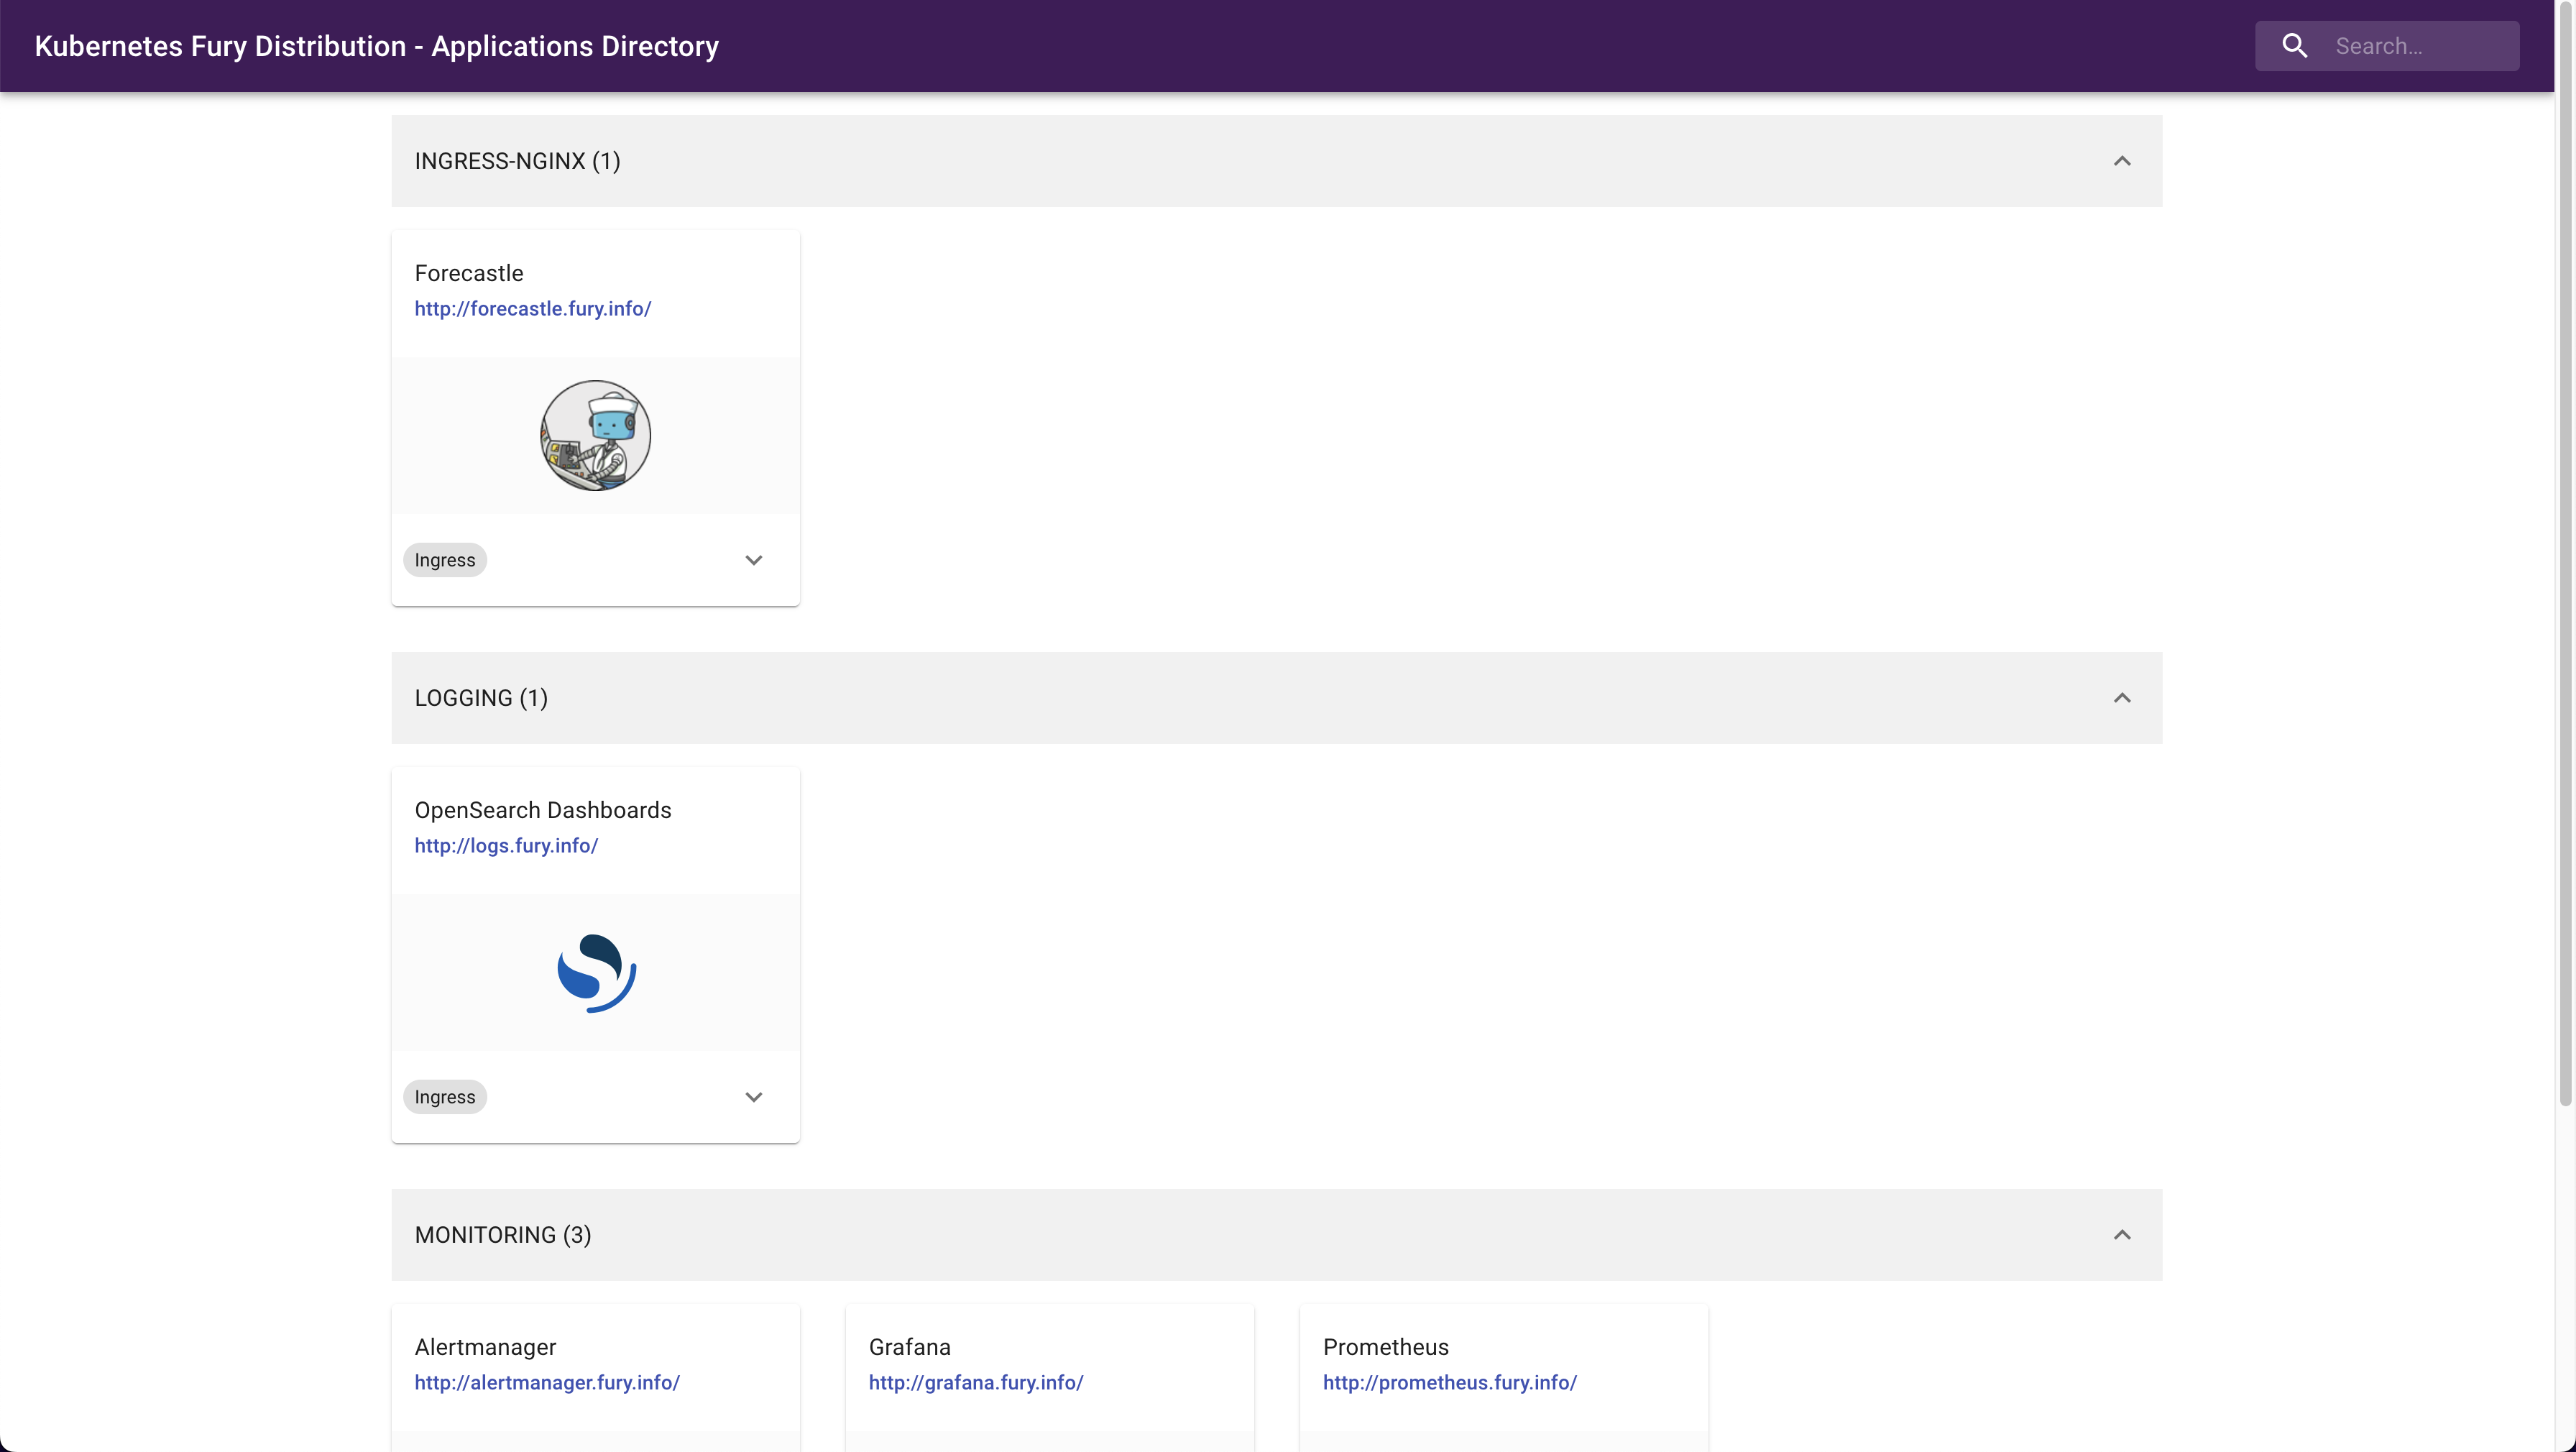 Kubernetes Fury Distribution - Applications Directory
Search…
INGRESS-NGINX (1)
Forecastle
http://forecastle.fury.info/
Ingress
LOGGING (1)
OpenSearch Dashboards
http://logs.fury.info/
Ingress
MONITORING (3)
Alertmanager
http://alertmanager.fury.info/
Grafana
http://grafana.fury.info/
Prometheus
http://prometheus.fury.info/